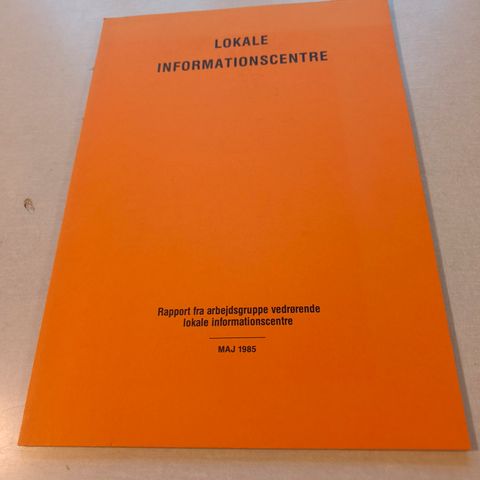 LOKALE
INFORMATIONSCENTRE
Rapport fra arbejdsgruppe vedrørende
lokale informationscentre
MAJ 1985